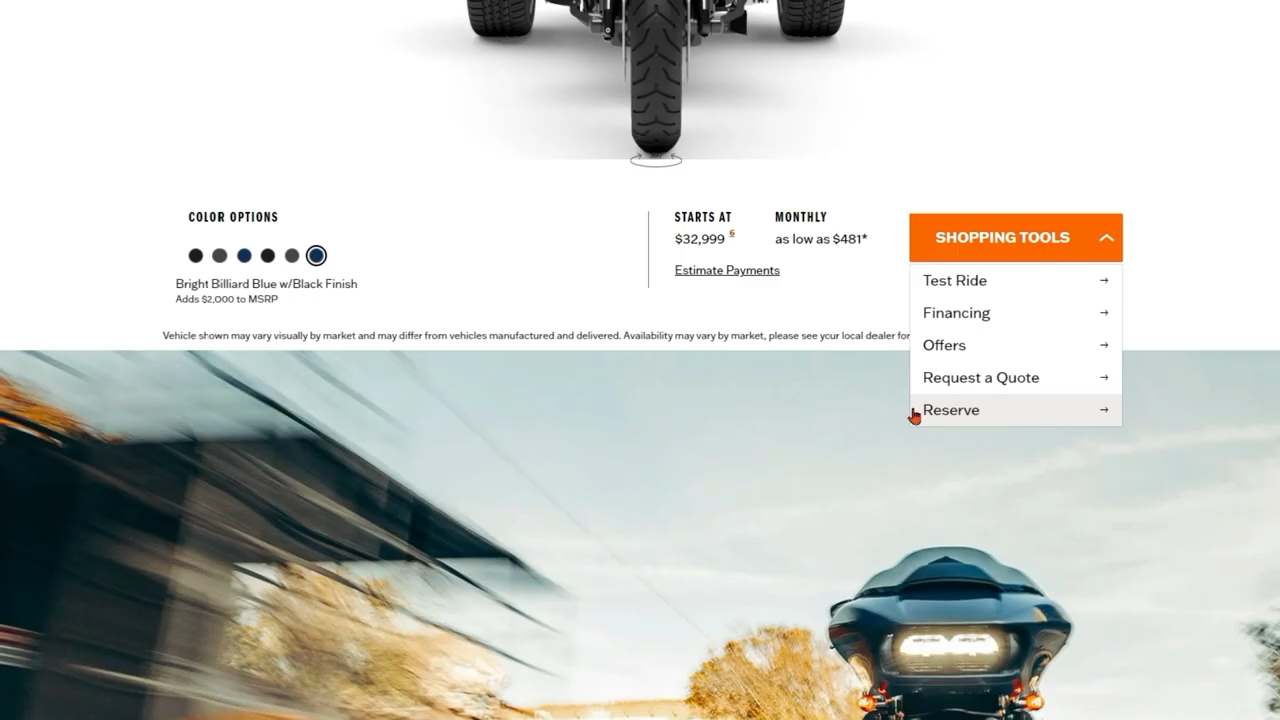 COLOR OPTIONS
Bright Billiard Blue w/Black Finish
Adds $2,000 to MSRP
STARTS AT
$32,999 6
MONTHLY
as low as $481*
Estimate Payments
SHOPPING TOOLS
Test Ride
Financing
Offers
Request a Quote
Reserve
Vehicle shown may vary visually by market and may differ from vehicles manufactured and delivered. Availability may vary by market, please see your local dealer for